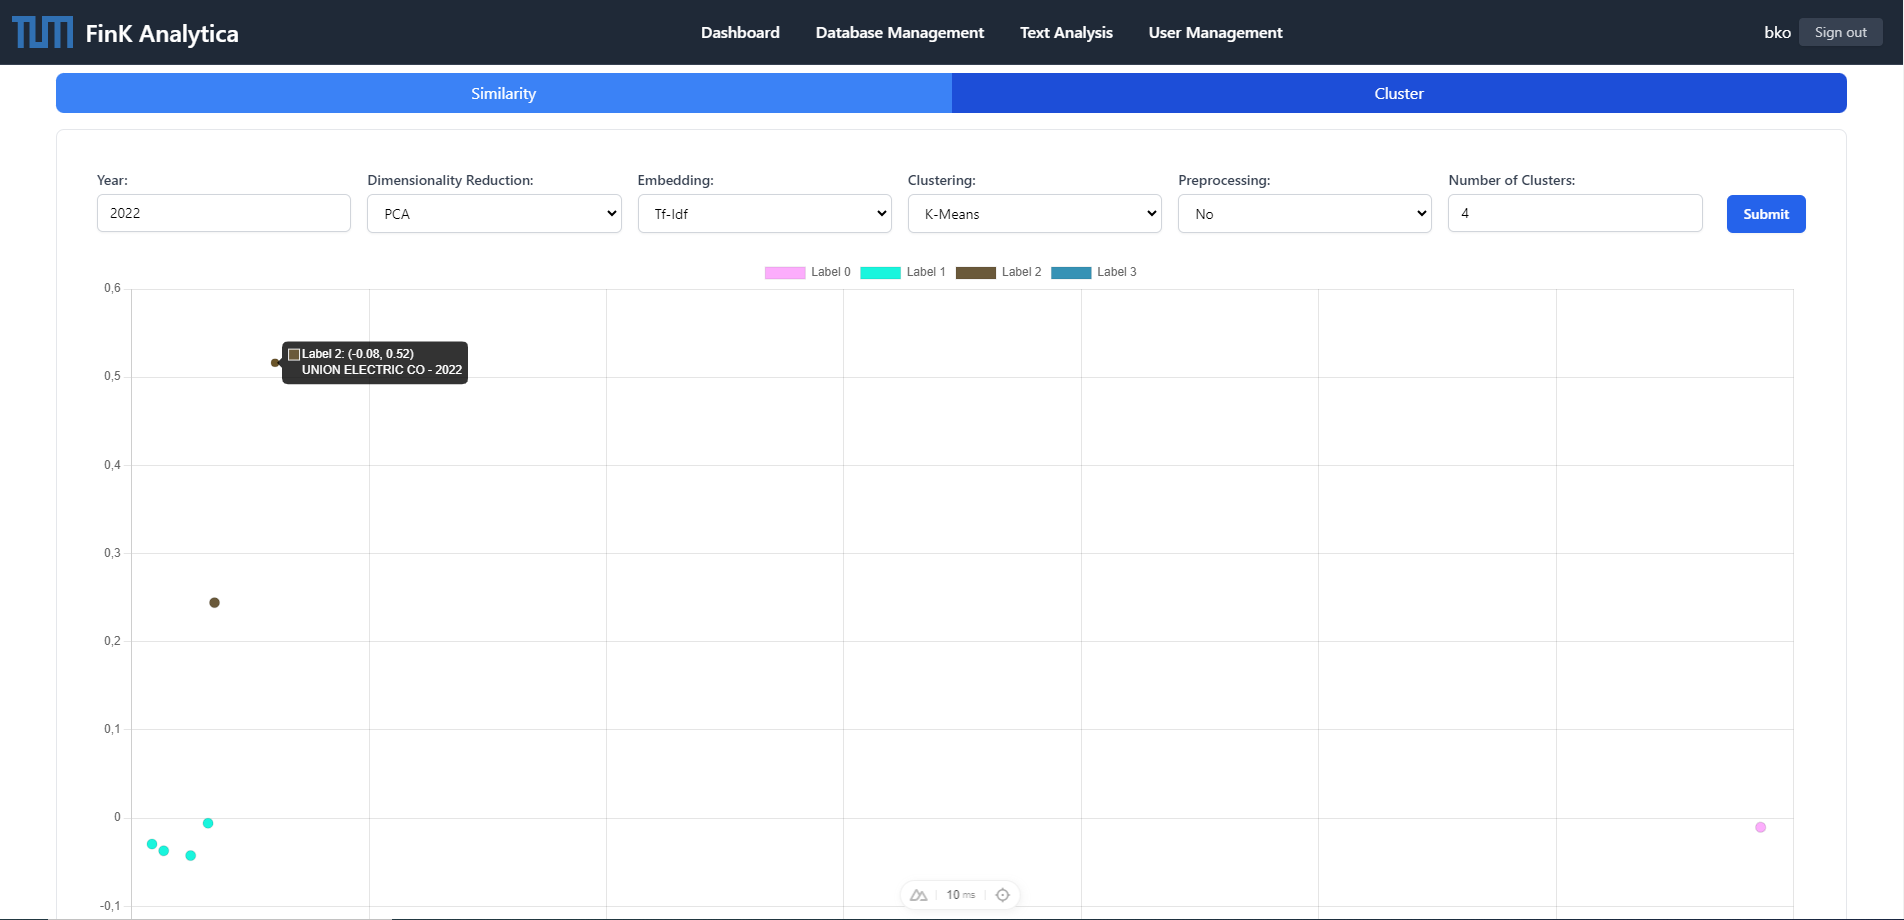 TUM FinK Analytica
Dashboard Database Management Text Analysis User Management
bko Sign out
Similarity Cluster
Year: Dimensionality Reduction: Embedding: Clustering: Preprocessing: Number of Clusters:
2022 PCA Tf-Idf K-Means No 4 Submit
Label 0 Label 1 Label 2 Label 3
0,6
Label 2: (-0.08, 0.52)
UNION ELECTRIC CO - 2022
0,5
0,4
0,3
0,2
0,1
0
-0,1
10 ms